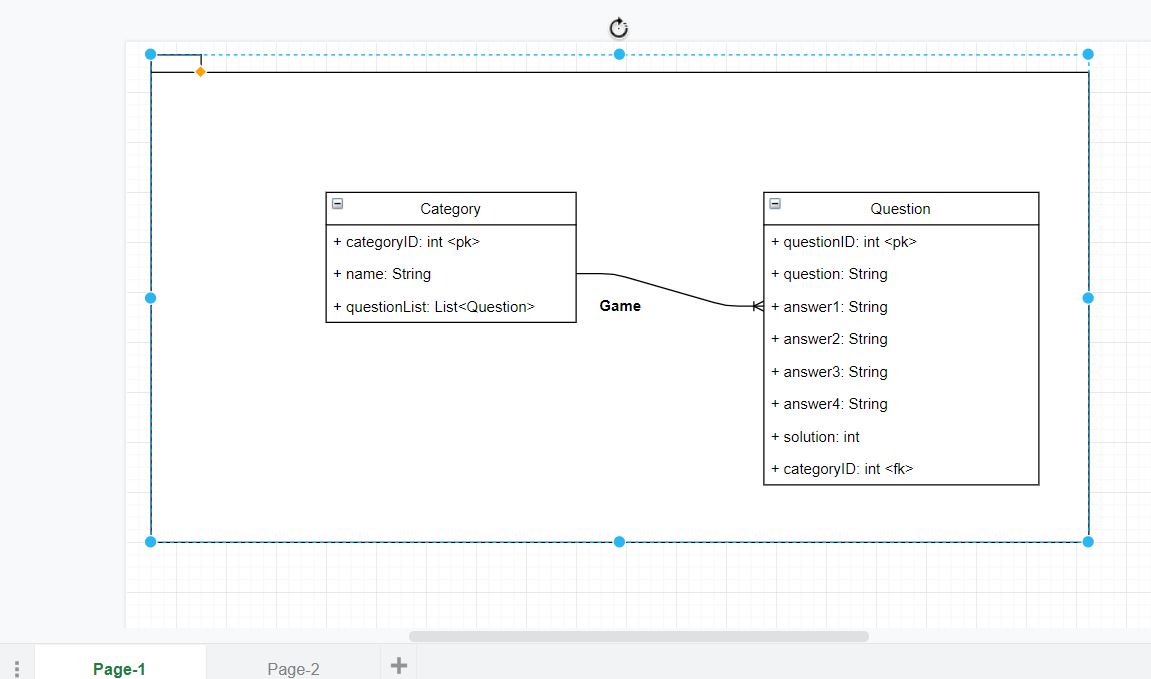 Category
+ categoryID: int <pk>
+ name: String
+ questionList: List<Question>
Game
Question
+ questionID: int <pk>
+ question: String
+ answer1: String
+ answer2: String
+ answer3: String
+ answer4: String
+ solution: int
+ categoryID: int <fk>
Page-1
Page-2